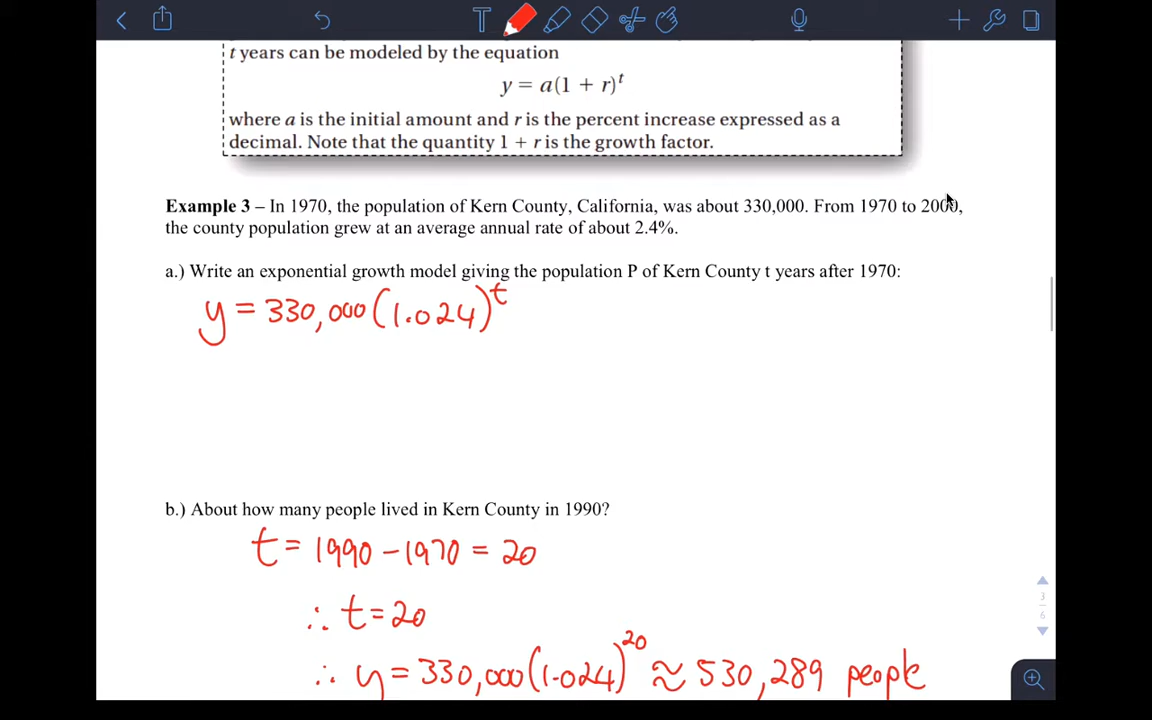 t years can be modeled by the equation
y = a(1 + r)^t
where a is the initial amount and r is the percent increase expressed as a
decimal. Note that the quantity 1 + r is the growth factor.
Example 3 – In 1970, the population of Kern County, California, was about 330,000. From 1970 to 2000,
the county population grew at an average annual rate of about 2.4%.
a.) Write an exponential growth model giving the population P of Kern County t years after 1970:
y = 330,000(1.024)^t
b.) About how many people lived in Kern County in 1990?
t = 1990 - 1970 = 20
∴ t = 20
∴ y = 330,000(1.024)^20 ≈ 530,289 people
3
6